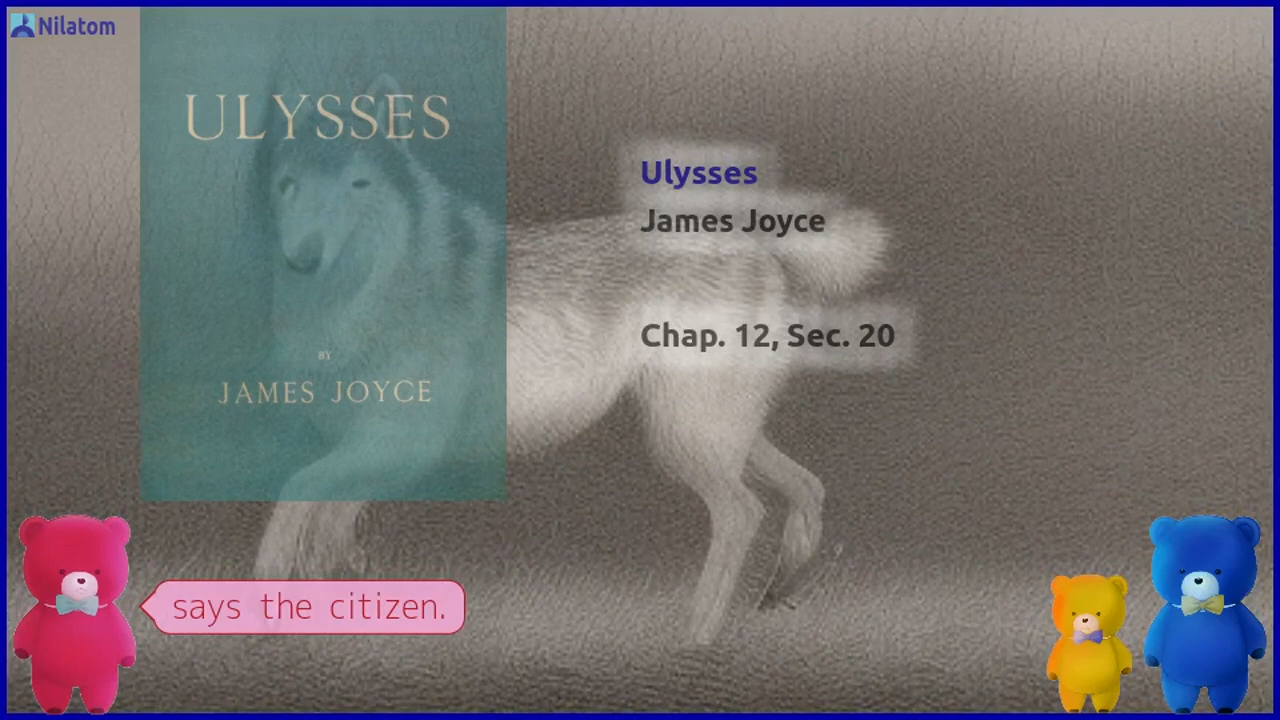 Nilatom
ULYSSES
BY
JAMES JOYCE
Ulysses
James Joyce
Chap. 12, Sec. 20
says the citizen.